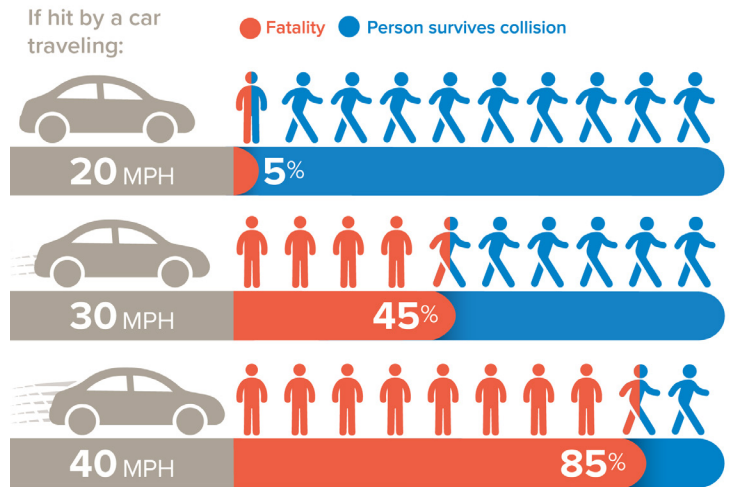 If hit by a car
traveling:
Fatality Person survives collision
20 MPH 5%
30 MPH 45%
40 MPH 85%